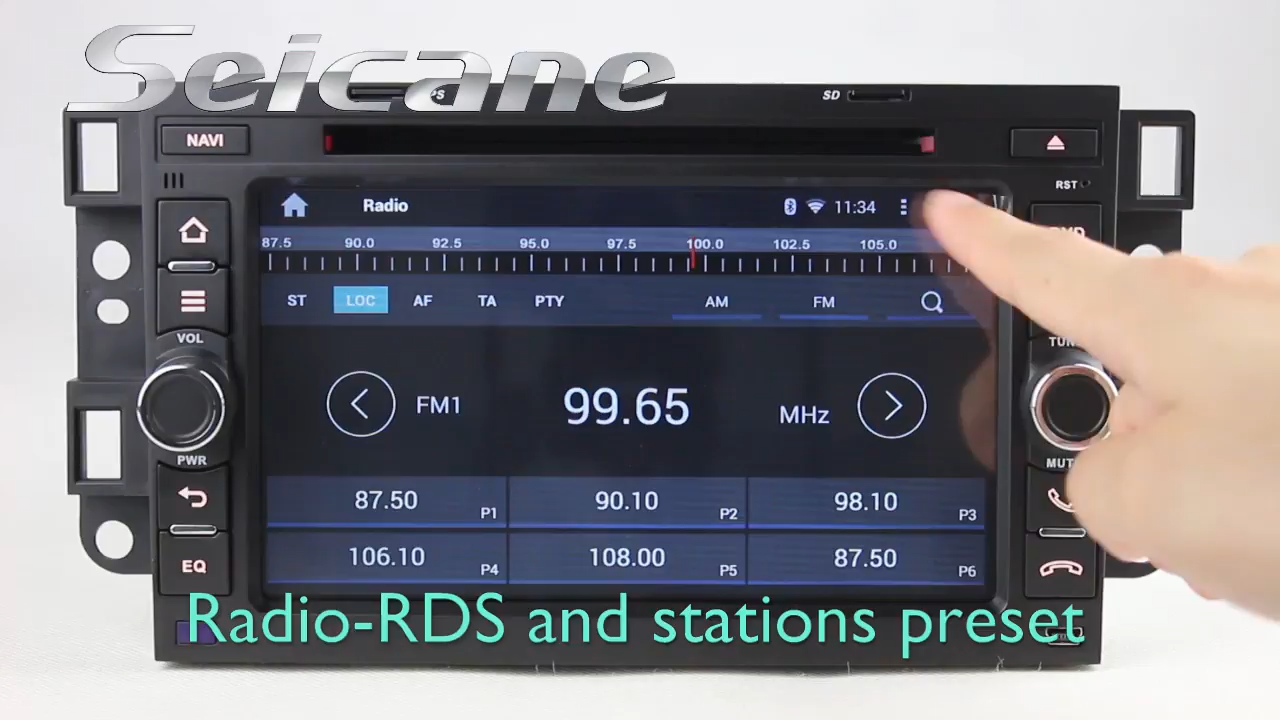 Seicane
SD
NAVI
RST
Radio
11:34
87.5 90.0 92.5 95.0 97.5 100.0 102.5 105.0
ST LOC AF TA PTY AM FM
VOL
FM1 99.65 MHz
PWR
87.50 P1 90.10 P2 98.10 P3
EQ
106.10 P4 108.00 P5 87.50 P6
Radio-RDS and stations preset